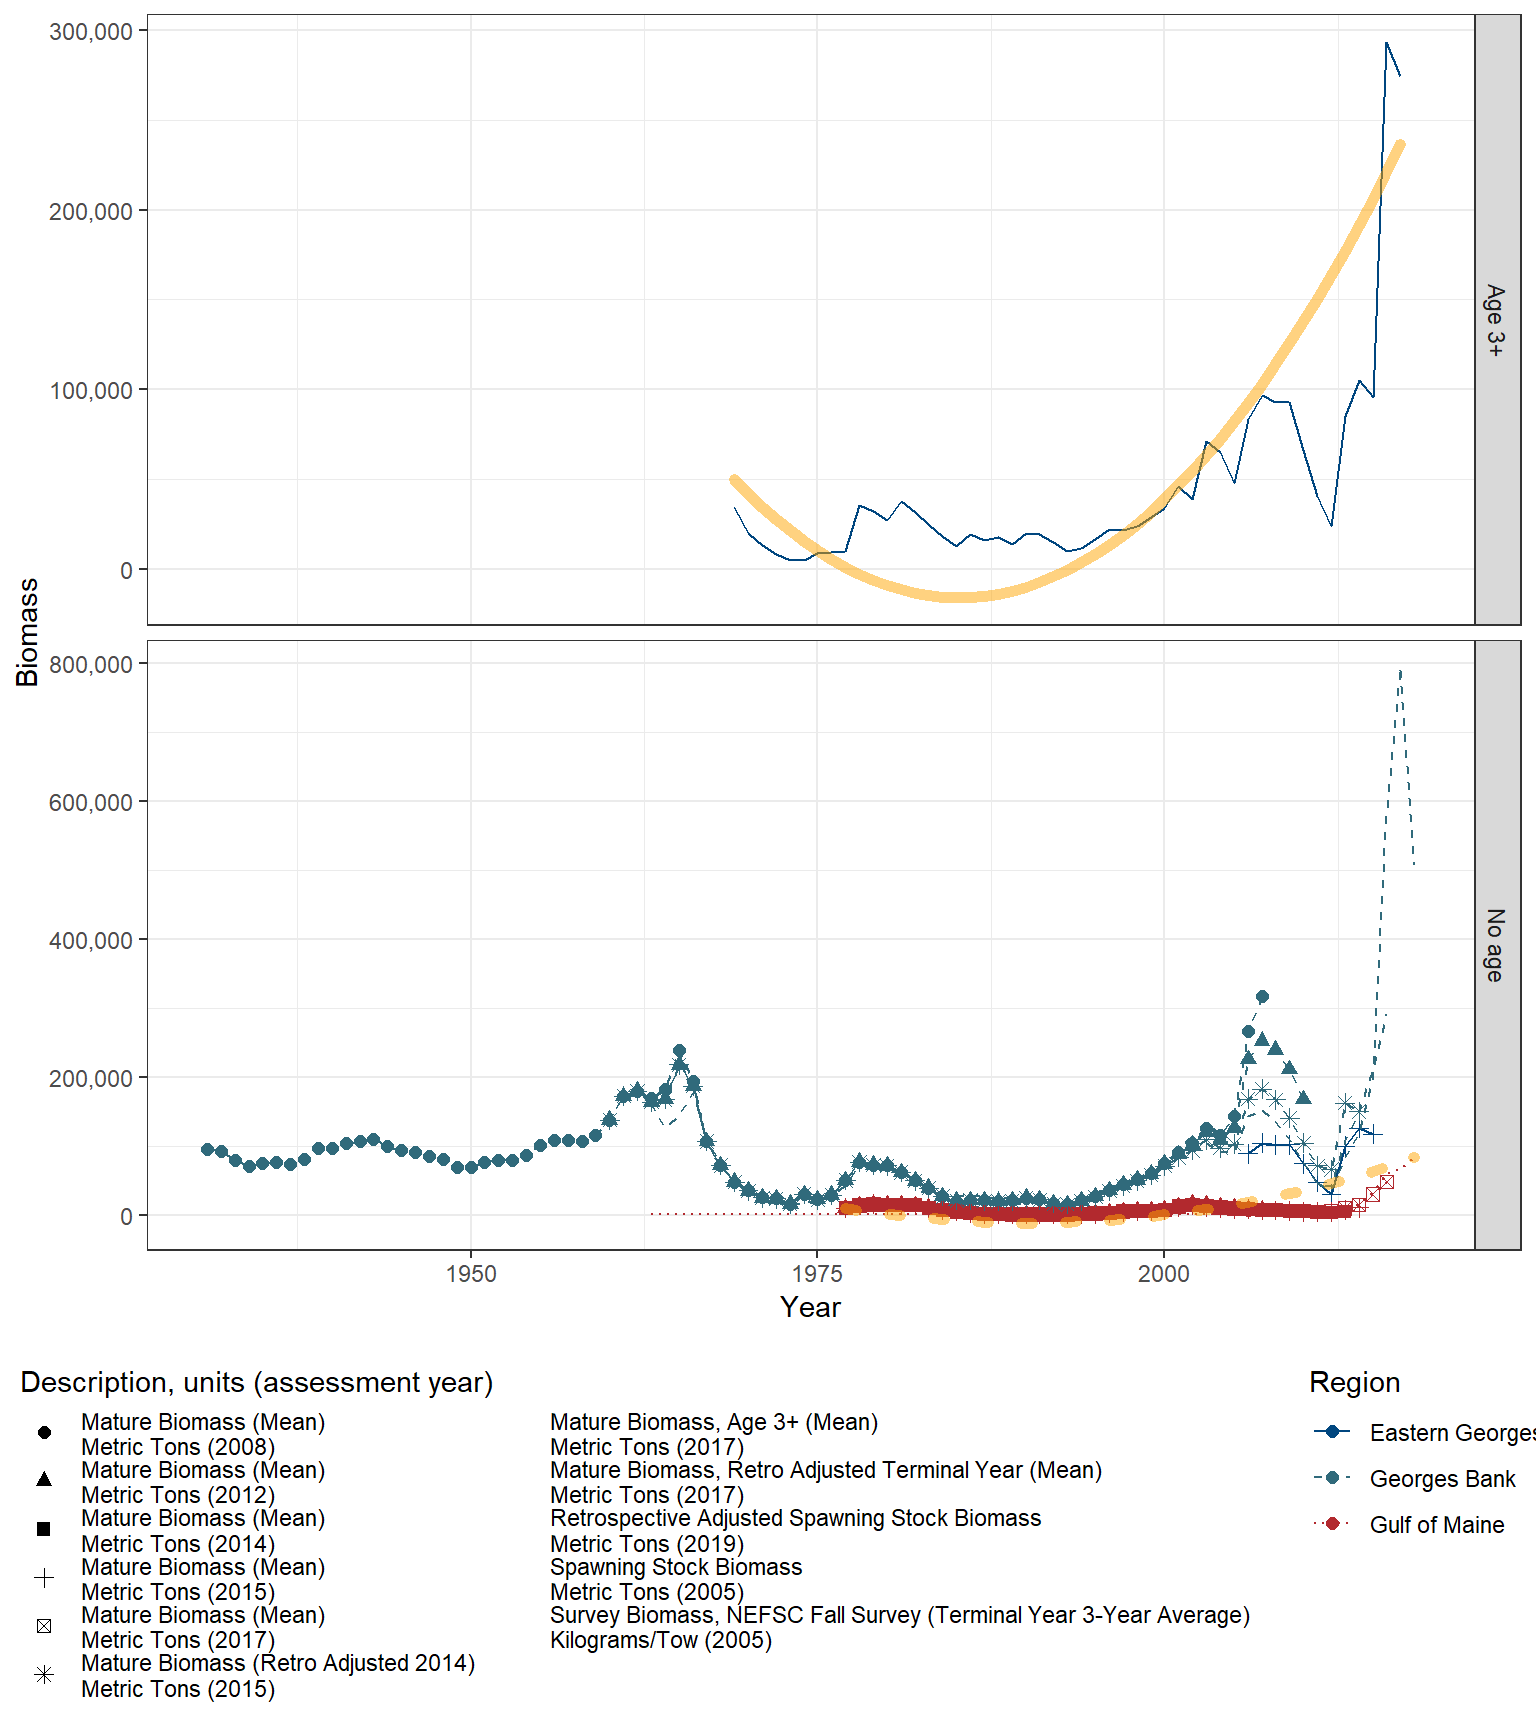 300,000
200,000
100,000
0
Age 3+
Biomass
800,000
600,000
400,000
200,000
0
No age
1950
1975
2000
Year
Description, units (assessment year)
Mature Biomass (Mean)
Metric Tons (2008)
Mature Biomass (Mean)
Metric Tons (2012)
Mature Biomass (Mean)
Metric Tons (2014)
Mature Biomass (Mean)
Metric Tons (2015)
Mature Biomass (Mean)
Metric Tons (2017)
Mature Biomass (Retro Adjusted 2014)
Metric Tons (2015)
Mature Biomass, Age 3+ (Mean)
Metric Tons (2017)
Mature Biomass, Retro Adjusted Terminal Year (Mean)
Metric Tons (2017)
Retrospective Adjusted Spawning Stock Biomass
Metric Tons (2019)
Spawning Stock Biomass
Metric Tons (2005)
Survey Biomass, NEFSC Fall Survey (Terminal Year 3-Year Average)
Kilograms/Tow (2005)
Region
Eastern Georges
Georges Bank
Gulf of Maine